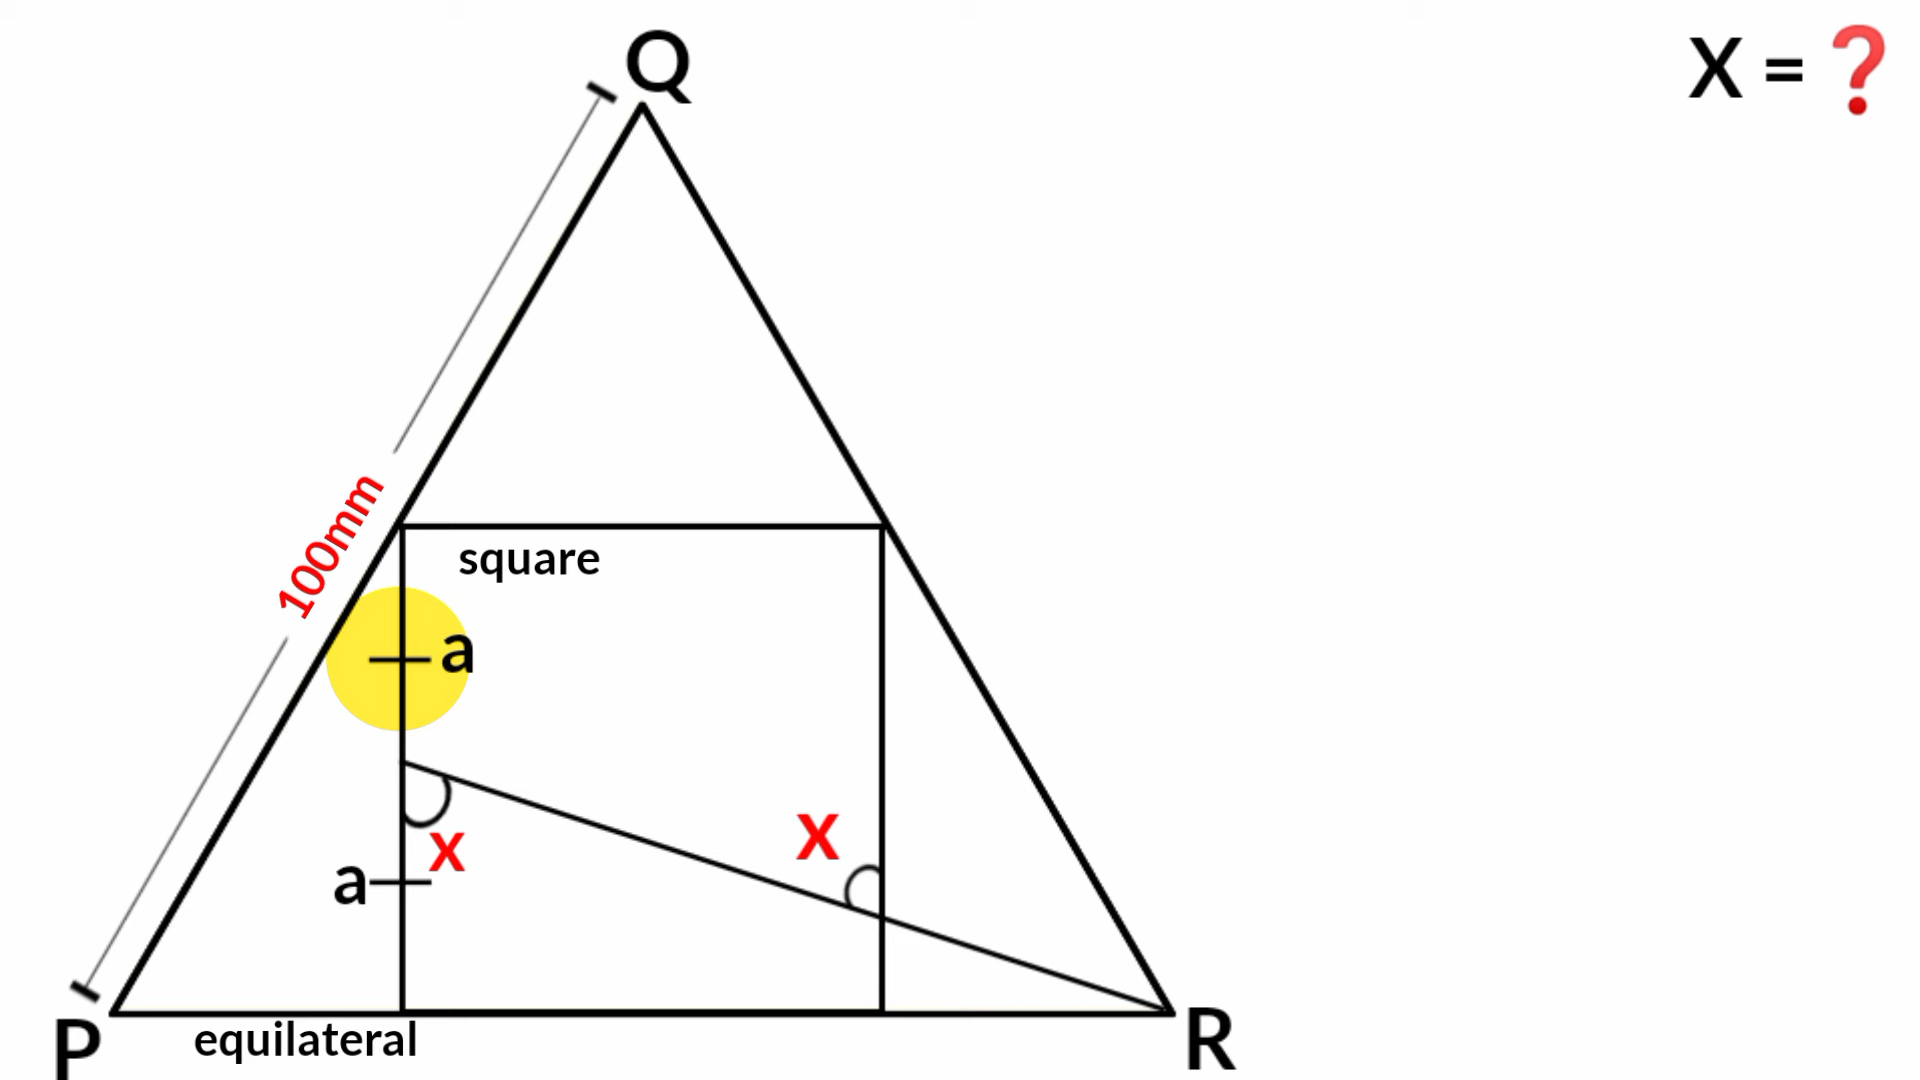 Q
X = ?
100mm
square
a
X
X
a
P
equilateral
R